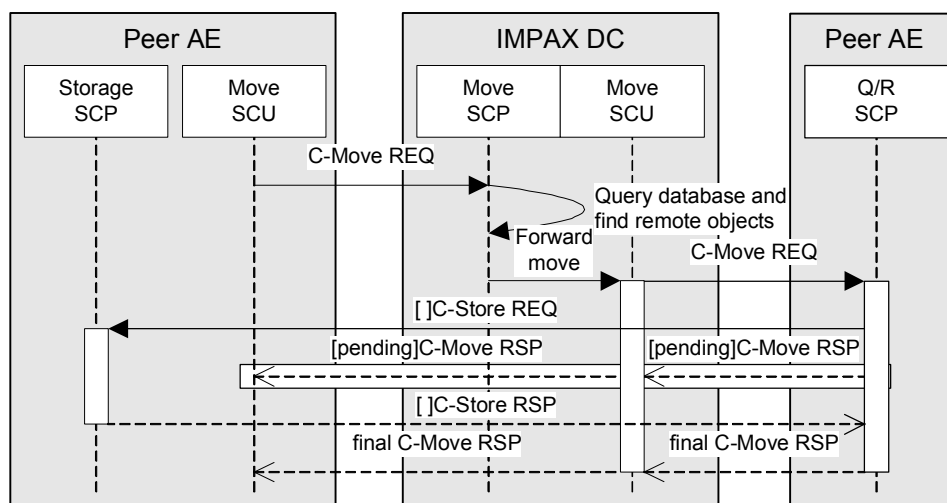 Peer AE
IMPAX DC
Peer AE
Storage
SCP
Move
SCU
Move
SCP
Move
SCU
Q/R
SCP
C-Move REQ
Query database and
find remote objects
Forward
move
C-Move REQ
[ ]C-Store REQ
[pending]C-Move RSP
[pending]C-Move RSP
[ ]C-Store RSP
final C-Move RSP
final C-Move RSP